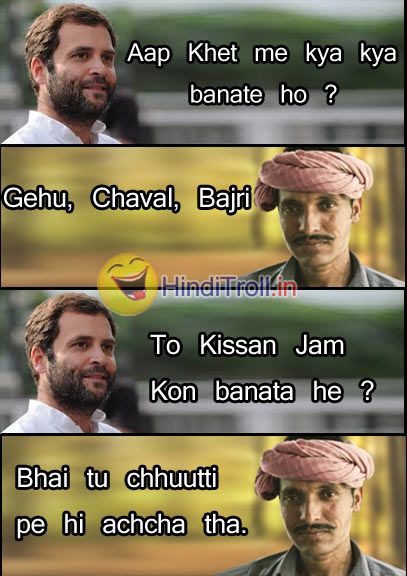 Aap Khet me kya kya
banate ho ?
Gehu, Chaval, Bajri
HindiTroll.in
To Kissan Jam
Kon banata he ?
Bhai tu chhuutti
pe hi achcha tha.